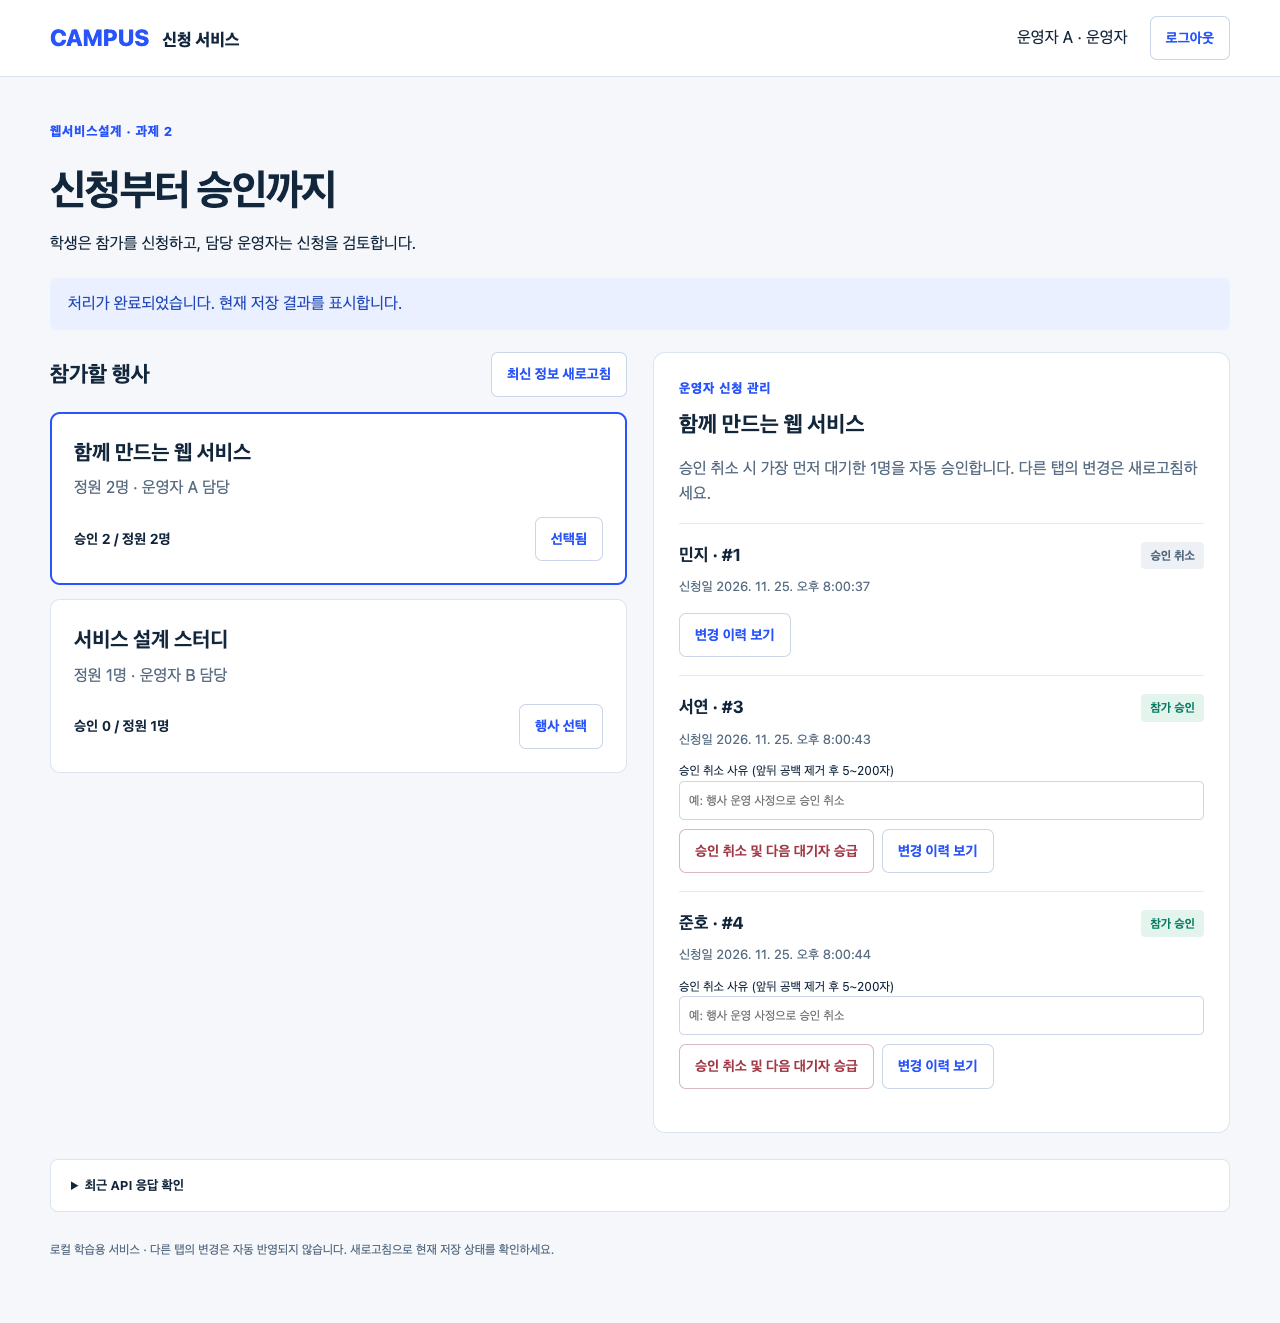 CAMPUS 신청 서비스
운영자 A · 운영자
로그아웃
웹서비스설계 · 과제 2
신청부터 승인까지
학생은 참가를 신청하고, 담당 운영자는 신청을 검토합니다.
처리가 완료되었습니다. 현재 저장 결과를 표시합니다.
참가할 행사
최신 정보 새로고침
함께 만드는 웹 서비스
정원 2명 · 운영자 A 담당
승인 2 / 정원 2명
선택됨
서비스 설계 스터디
정원 1명 · 운영자 B 담당
승인 0 / 정원 1명
행사 선택
운영자 신청 관리
함께 만드는 웹 서비스
승인 취소 시 가장 먼저 대기한 1명을 자동 승인합니다. 다른 탭의 변경은 새로고침하
세요.
민지 · #1
승인 취소
신청일 2026. 11. 25. 오후 8:00:37
변경 이력 보기
서연 · #3
참가 승인
신청일 2026. 11. 25. 오후 8:00:43
승인 취소 사유 (앞뒤 공백 제거 후 5~200자)
예: 행사 운영 사정으로 승인 취소
승인 취소 및 다음 대기자 승급
변경 이력 보기
준호 · #4
참가 승인
신청일 2026. 11. 25. 오후 8:00:44
승인 취소 사유 (앞뒤 공백 제거 후 5~200자)
예: 행사 운영 사정으로 승인 취소
승인 취소 및 다음 대기자 승급
변경 이력 보기
▶ 최근 API 응답 확인
로컬 학습용 서비스 · 다른 탭의 변경은 자동 반영되지 않습니다. 새로고침으로 현재 저장 상태를 확인하세요.